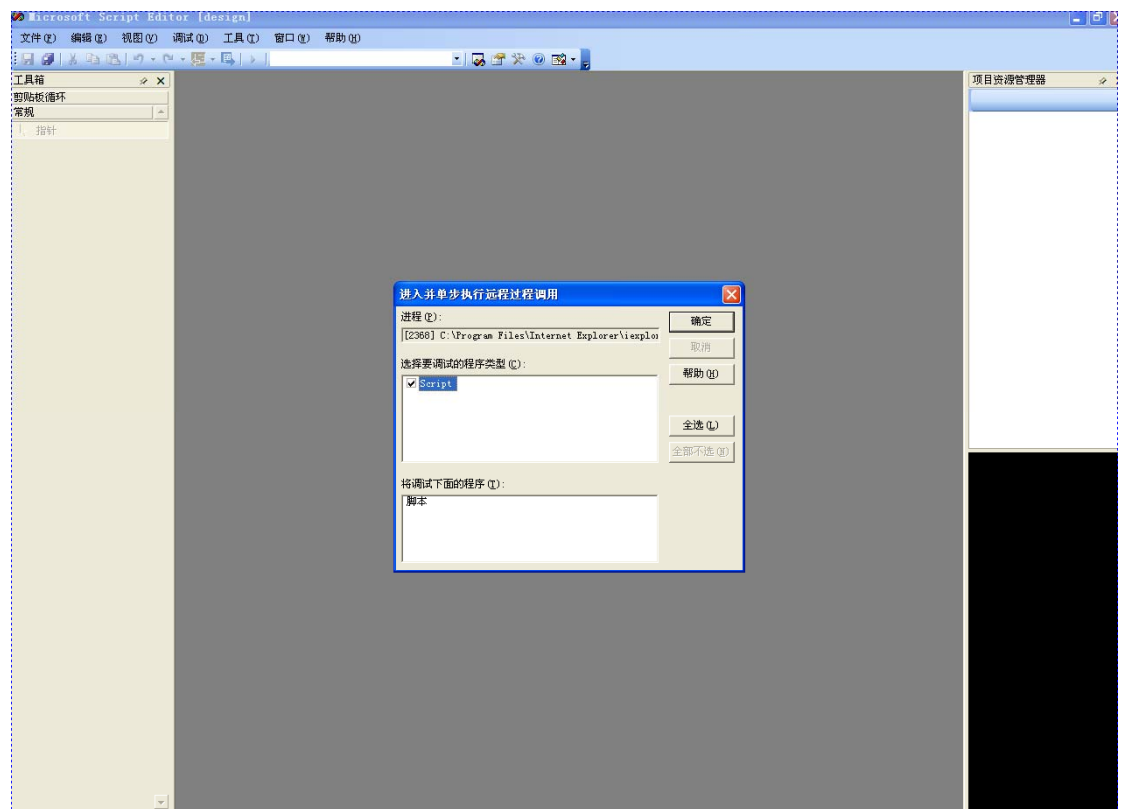 Microsoft Script Editor [design]
文件(F) 编辑(E) 视图(V) 调试(D) 工具(T) 窗口(W) 帮助(H)
工具箱
剪贴板循环
常规
指针
项目资源管理器
进入并单步执行远程过程调用
进程(P):
[2368] C:\Program Files\Internet Explorer\iexplo
确定
取消
选择要调试的程序类型(C):
帮助(H)
Script
全选(L)
全部不选(N)
将调试下面的程序(I):
脚本